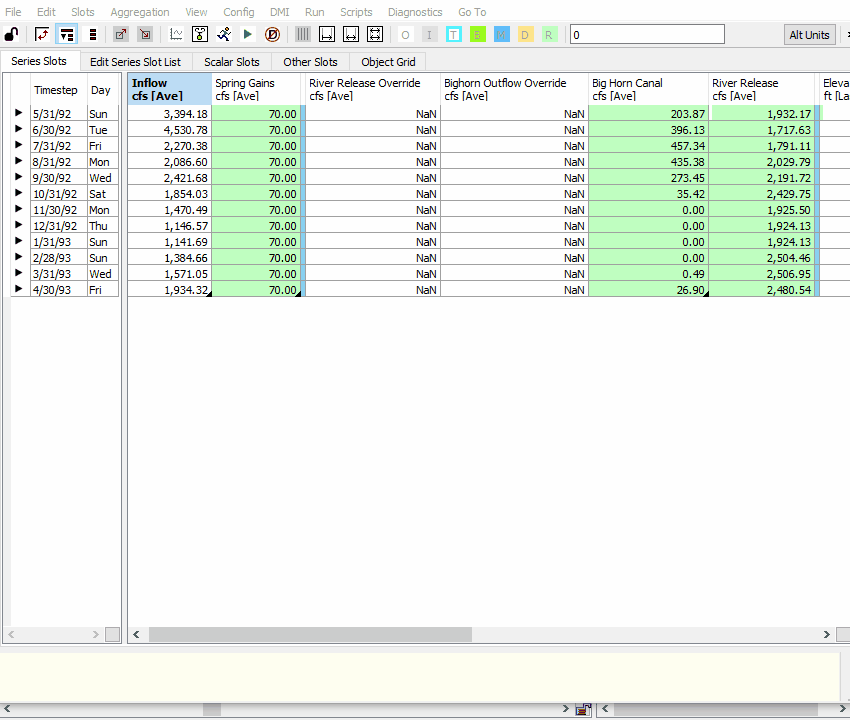 File Edit Slots Aggregation View Config DMI Run Scripts Diagnostics Go To
O I T B M D R 0 Alt Units
Series Slots Edit Series Slot List Scalar Slots Other Slots Object Grid
Timestep Day Inflow Spring Gains River Release Override Bighorn Outflow Override Big Horn Canal River Release Eleva
cfs [Ave] cfs [Ave] cfs [Ave] cfs [Ave] cfs [Ave] cfs [Ave] ft [La
5/31/92 Sun 3,394.18 70.00 NaN NaN 203.87 1,932.17
6/30/92 Tue 4,530.78 70.00 NaN NaN 396.13 1,717.63
7/31/92 Fri 2,270.38 70.00 NaN NaN 457.34 1,791.11
8/31/92 Mon 2,086.60 70.00 NaN NaN 435.38 2,029.79
9/30/92 Wed 2,421.68 70.00 NaN NaN 273.45 2,191.72
10/31/92 Sat 1,854.03 70.00 NaN NaN 35.42 2,429.75
11/30/92 Mon 1,470.49 70.00 NaN NaN 0.00 1,925.50
12/31/92 Thu 1,146.57 70.00 NaN NaN 0.00 1,924.13
1/31/93 Sun 1,141.69 70.00 NaN NaN 0.00 1,924.13
2/28/93 Sun 1,384.66 70.00 NaN NaN 0.00 2,504.46
3/31/93 Wed 1,571.05 70.00 NaN NaN 0.49 2,506.95
4/30/93 Fri 1,934.32 70.00 NaN NaN 26.90 2,480.54